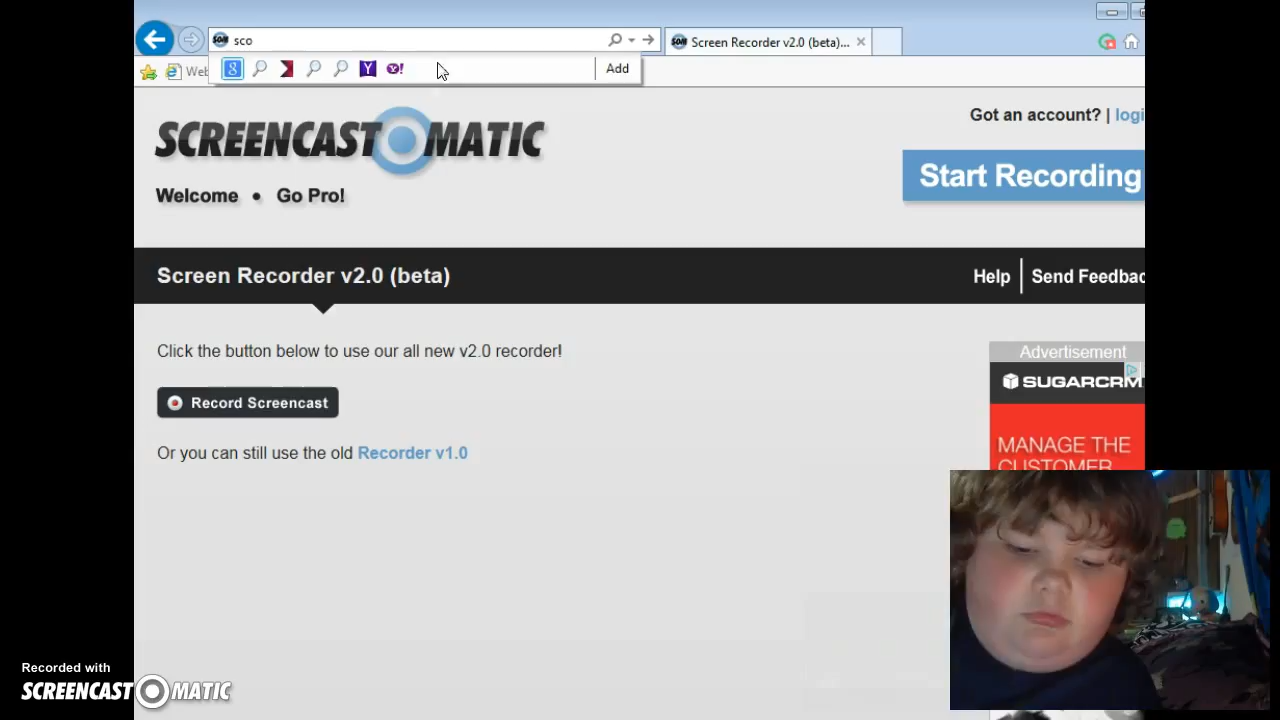 sco
Screen Recorder v2.0 (beta)...
Add
SCREENCAST MATIC
Got an account? |
Start Recording
Welcome • Go Pro!
Screen Recorder v2.0 (beta)
Help
Send
Click the button below to use our all new v2.0 recorder!
Advertisement
SUGARCRM
Record Screencast
MANAGE THE
CUSTOMER
Or you can still use the old Recorder v1.0
Recorded with
SCREENCAST MATIC